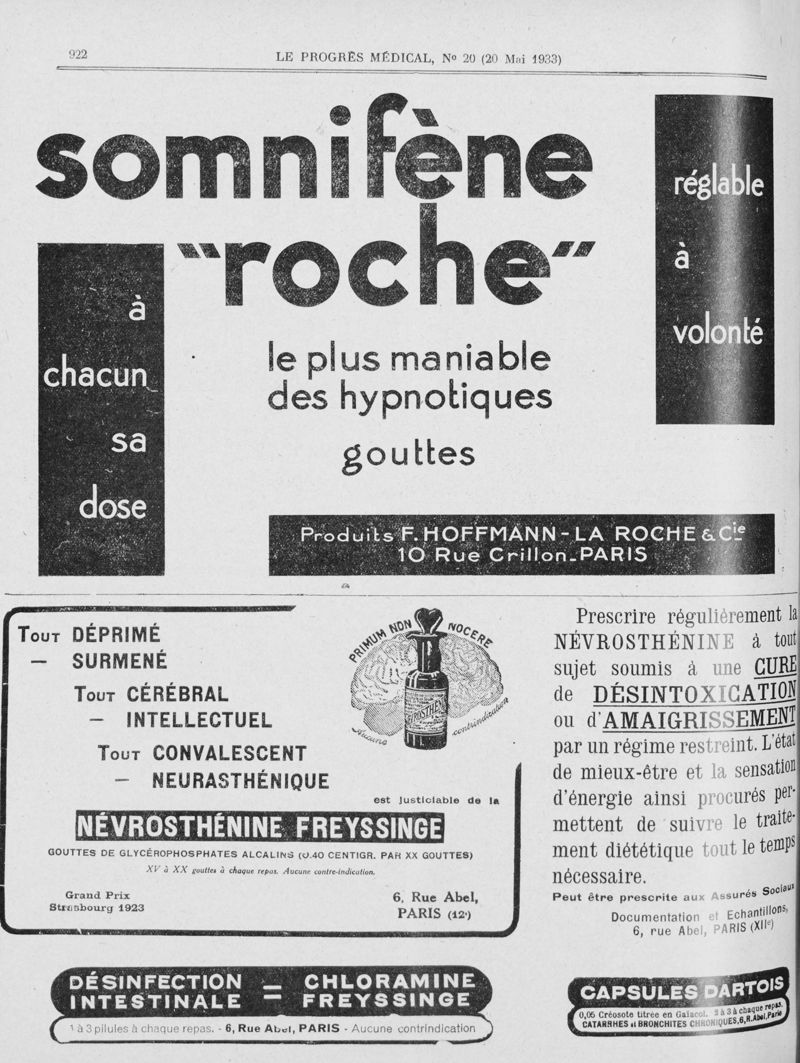 922
LE PROGRÈS MÉDICAL, No 20 (20 Mai 1933)
somnifène
"roche"
à
chacun
sa
dose
réglable
à
volonté
le plus maniable
des hypnotiques
gouttes
Produits F. HOFFMANN-LA ROCHE & Cie
10 Rue Crillon-PARIS
TOUT DÉPRIMÉ
— SURMENÉ
TOUT CÉRÉBRAL
— INTELLECTUEL
TOUT CONVALESCENT
— NEURASTHÉNIQUE
PRIMUM NON NOCERE
Aucune contrindication
est justiciable de la
NÉVROSTHÉNINE FREYSSINGE
GOUTTES DE GLYCÉROPHOSPHATES ALCALINS (0.40 CENTIGR. PAR XX GOUTTES)
XV à XX gouttes à chaque repas. Aucune contre-indication.
Grand Prix
Strasbourg 1923
6, Rue Abel,
PARIS (12e)
Prescrire régulièrement la
NÉVROSTHÉNINE à tout
sujet soumis à une CURE
de DÉSINTOXICATION
ou d'AMAIGRISSEMENT
par un régime restreint. L'état
de mieux-être et la sensation
d'énergie ainsi procurés per-
mettent de suivre le traite-
ment diététique tout le temps
nécessaire.
Peut être prescrite aux Assurés Sociaux
Documentation et Echantillons,
6, rue Abel, PARIS (XIIe)
DÉSINFECTION = CHLORAMINE
INTESTINALE FREYSSINGE
1 à 3 pilules à chaque repas. - 6, Rue Abel, PARIS - Aucune contrindication
CAPSULES DARTOIS
0,05 Créosote titrée en Gaïacol. 2 à 3 à chaque repas.
CATARRHES et BRONCHITES CHRONIQUES, 6, R. Abel, Paris